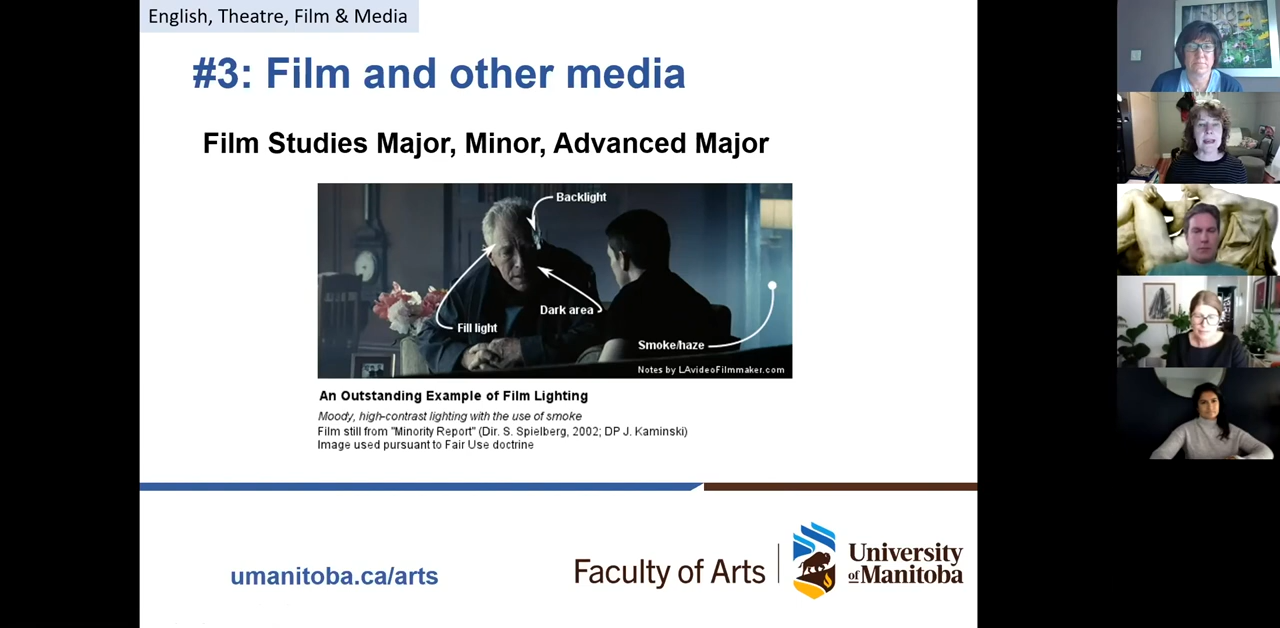 English, Theatre, Film & Media
#3: Film and other media
Film Studies Major, Minor, Advanced Major
Backlight
Dark area
Fill light
Smoke/haze
Notes by LAvideoFilmmaker.com
An Outstanding Example of Film Lighting
Moody, high-contrast lighting with the use of smoke
Film still from "Minority Report" (Dir. S. Spielberg, 2002; DP J. Kaminski)
Image used pursuant to Fair Use doctrine
umanitoba.ca/arts
Faculty of Arts
University
of Manitoba